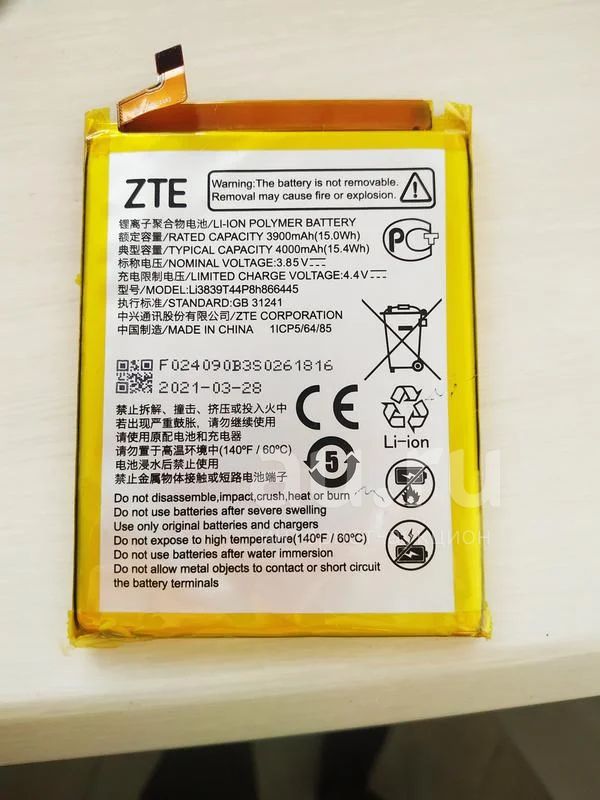 ZTE
Warning:The battery is not removable.
Removal may cause fire or explosion.
锂离子聚合物电池/LI-ION POLYMER BATTERY
额定容量/RATED CAPACITY 3900mAh(15.0Wh)
典型容量/TYPICAL CAPACITY 4000mAh(15.4Wh)
标称电压/NOMINAL VOLTAGE:3.85V
充电限制电压/LIMITED CHARGE VOLTAGE:4.4V
型号/MODEL:Li3839T44P8h866445
执行标准/STANDARD:GB 31241
中兴通讯股份有限公司/ZTE CORPORATION
中国制造/MADE IN CHINA 1ICP5/64/85
F024090B3S0261816
2021-03-28
禁止拆解、撞击、挤压或投入火中
若出现严重鼓胀，请勿继续使用
请使用原配电池和充电器
请勿置于高温环境中(140°F / 60°C)
电池浸水后禁止使用
禁止金属物体接触或短路电池端子
CE
5
Li-ion
Do not disassemble,impact,crush,heat or burn
Do not use batteries after severe swelling
Use only original batteries and chargers
Do not expose to high temperature(140°F / 60°C)
Do not use batteries after water immersion
Do not allow metal objects to contact or short circuit
the battery terminals